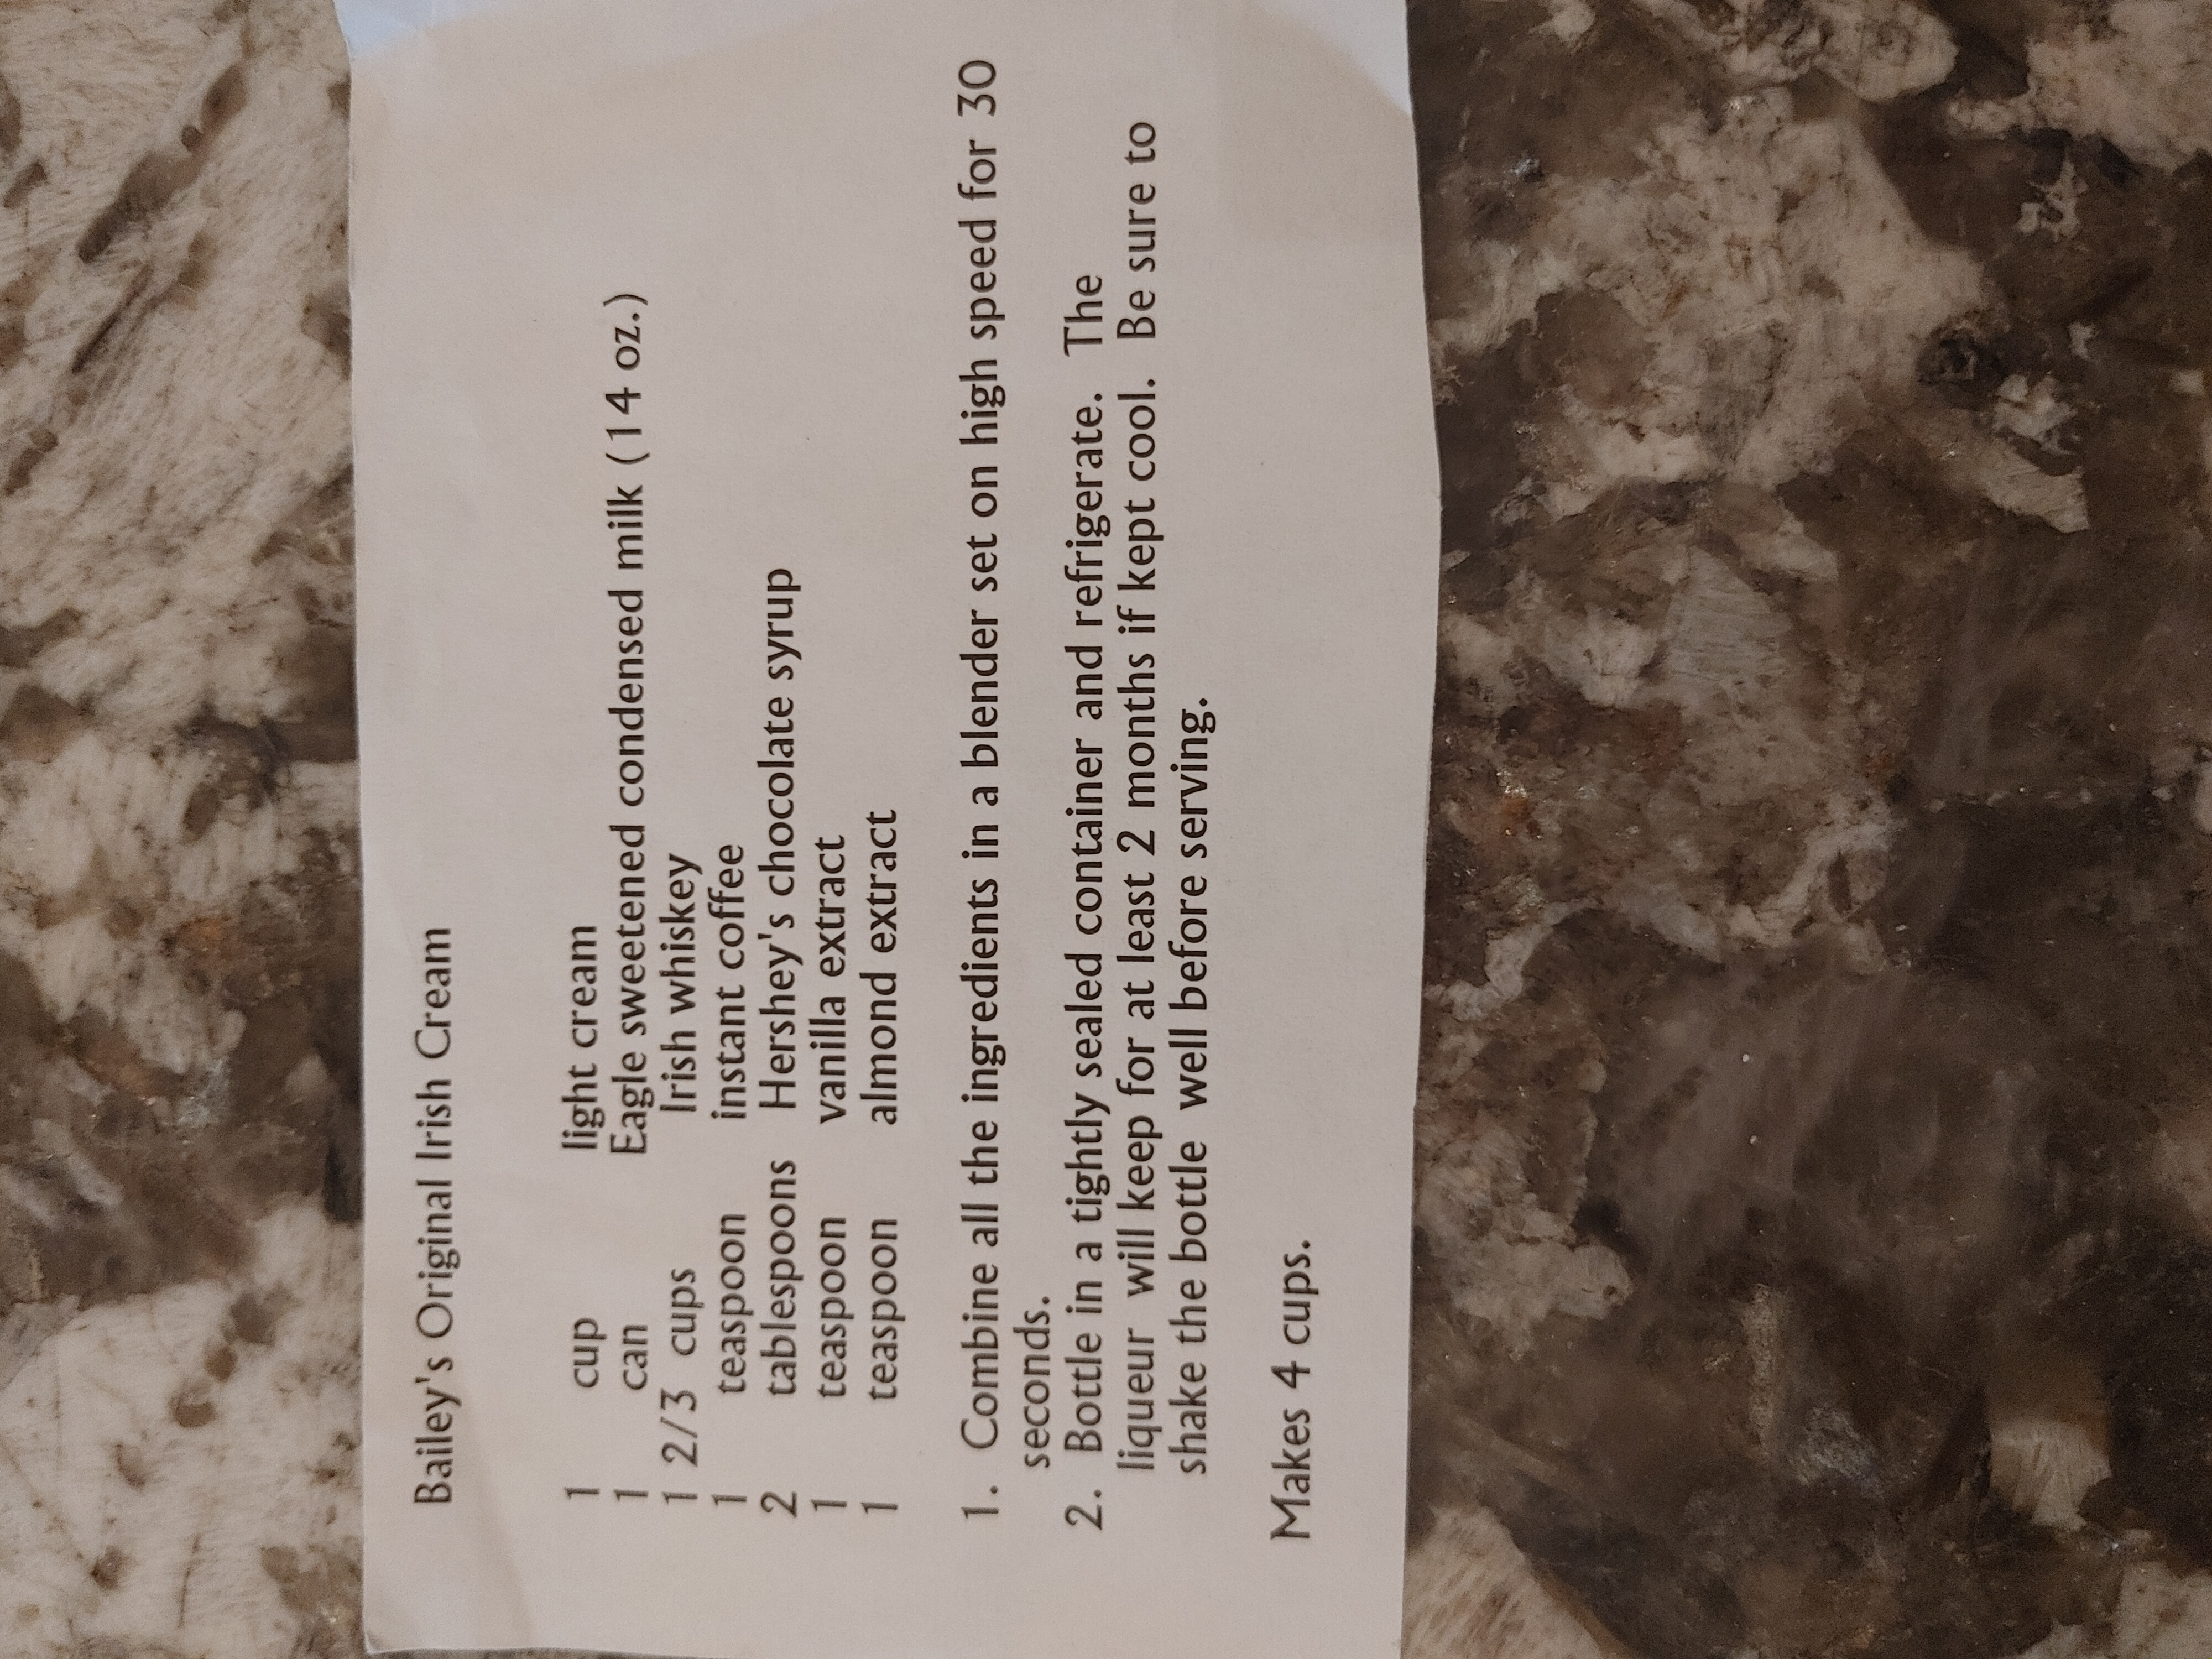 Bailey's Original Irish Cream
1 cup light cream
1 can Eagle sweetened condensed milk (14 oz.)
1 2/3 cups Irish whiskey
1 teaspoon instant coffee
2 tablespoons Hershey's chocolate syrup
1 teaspoon vanilla extract
1 teaspoon almond extract
1. Combine all the ingredients in a blender set on high speed for 30
seconds.
2. Bottle in a tightly sealed container and refrigerate. The
liqueur will keep for at least 2 months if kept cool. Be sure to
shake the bottle well before serving.
Makes 4 cups.